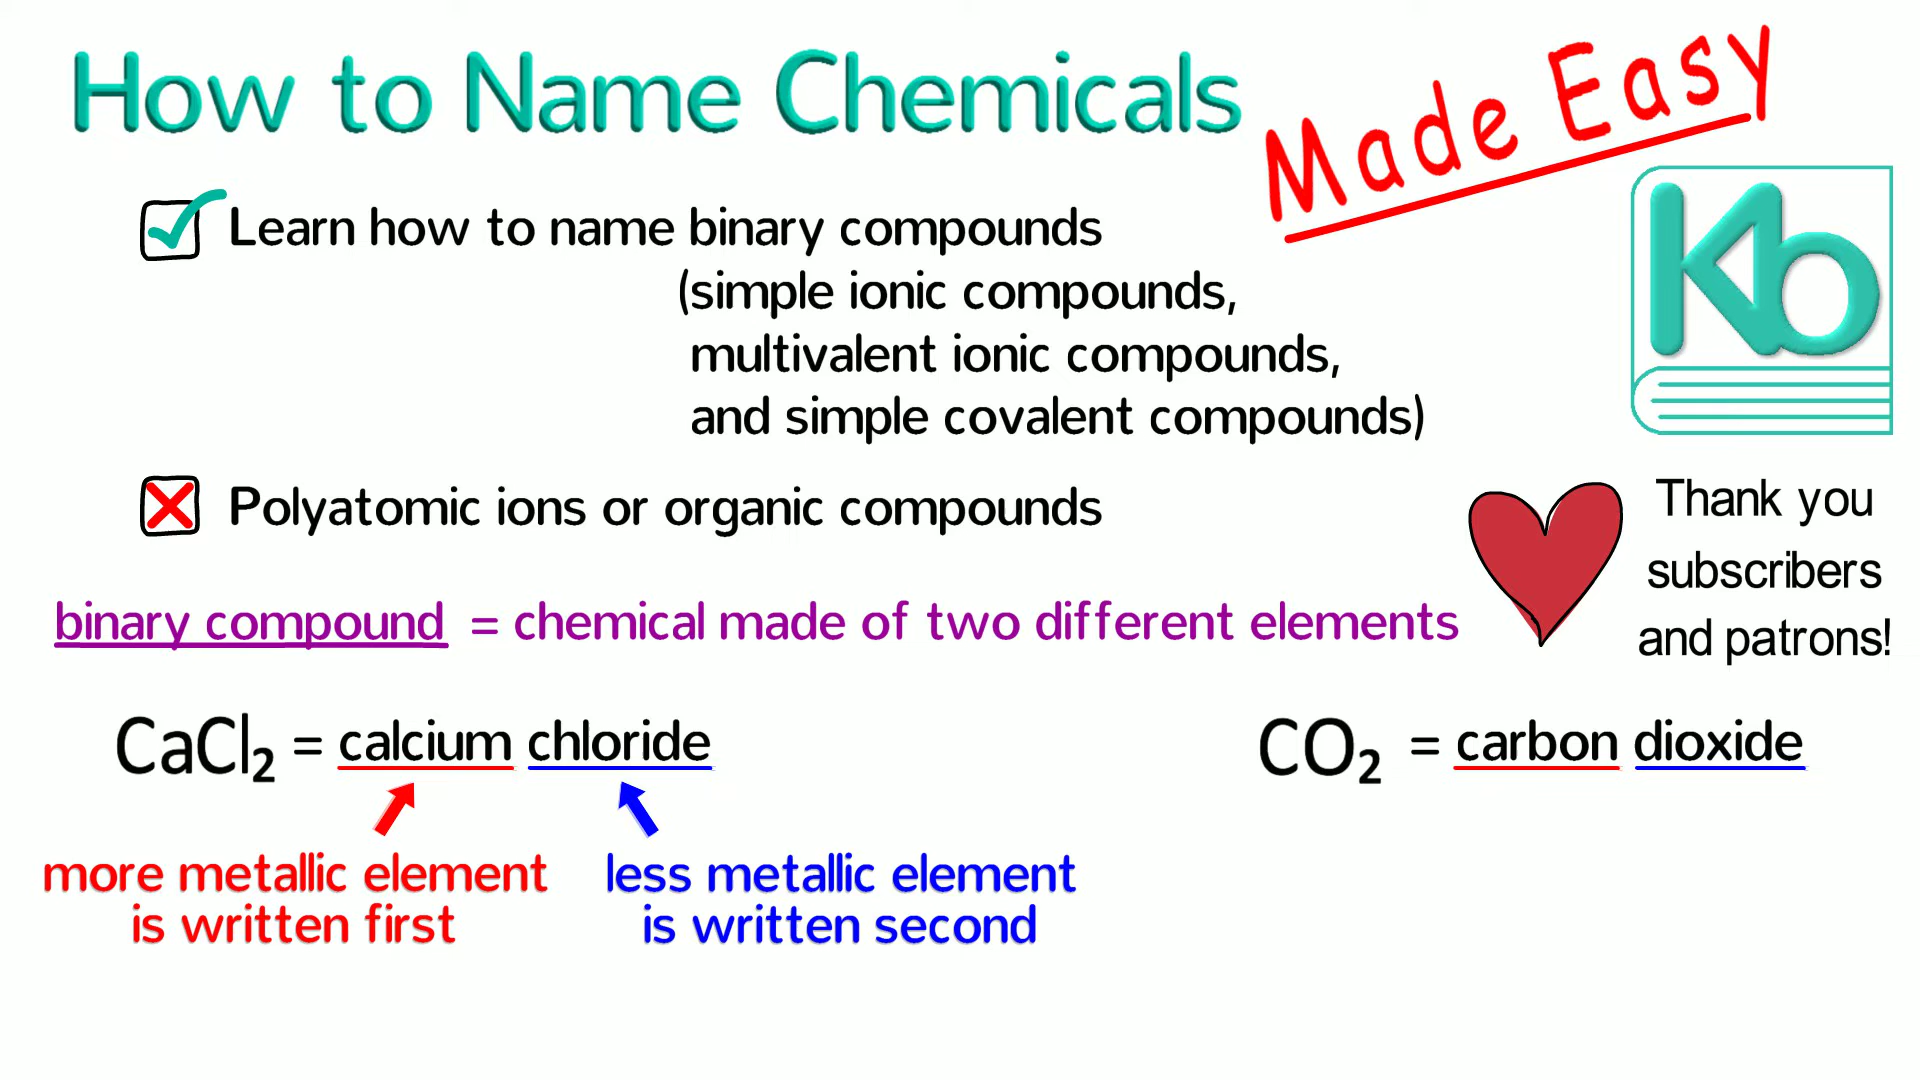 How to Name Chemicals
Made Easy
Learn how to name binary compounds
(simple ionic compounds,
multivalent ionic compounds,
and simple covalent compounds)
Ko
Polyatomic ions or organic compounds
Thank you
subscribers
and patrons!
binary compound = chemical made of two different elements
CaCl₂ = calcium chloride
CO₂ = carbon dioxide
more metallic element
is written first
less metallic element
is written second